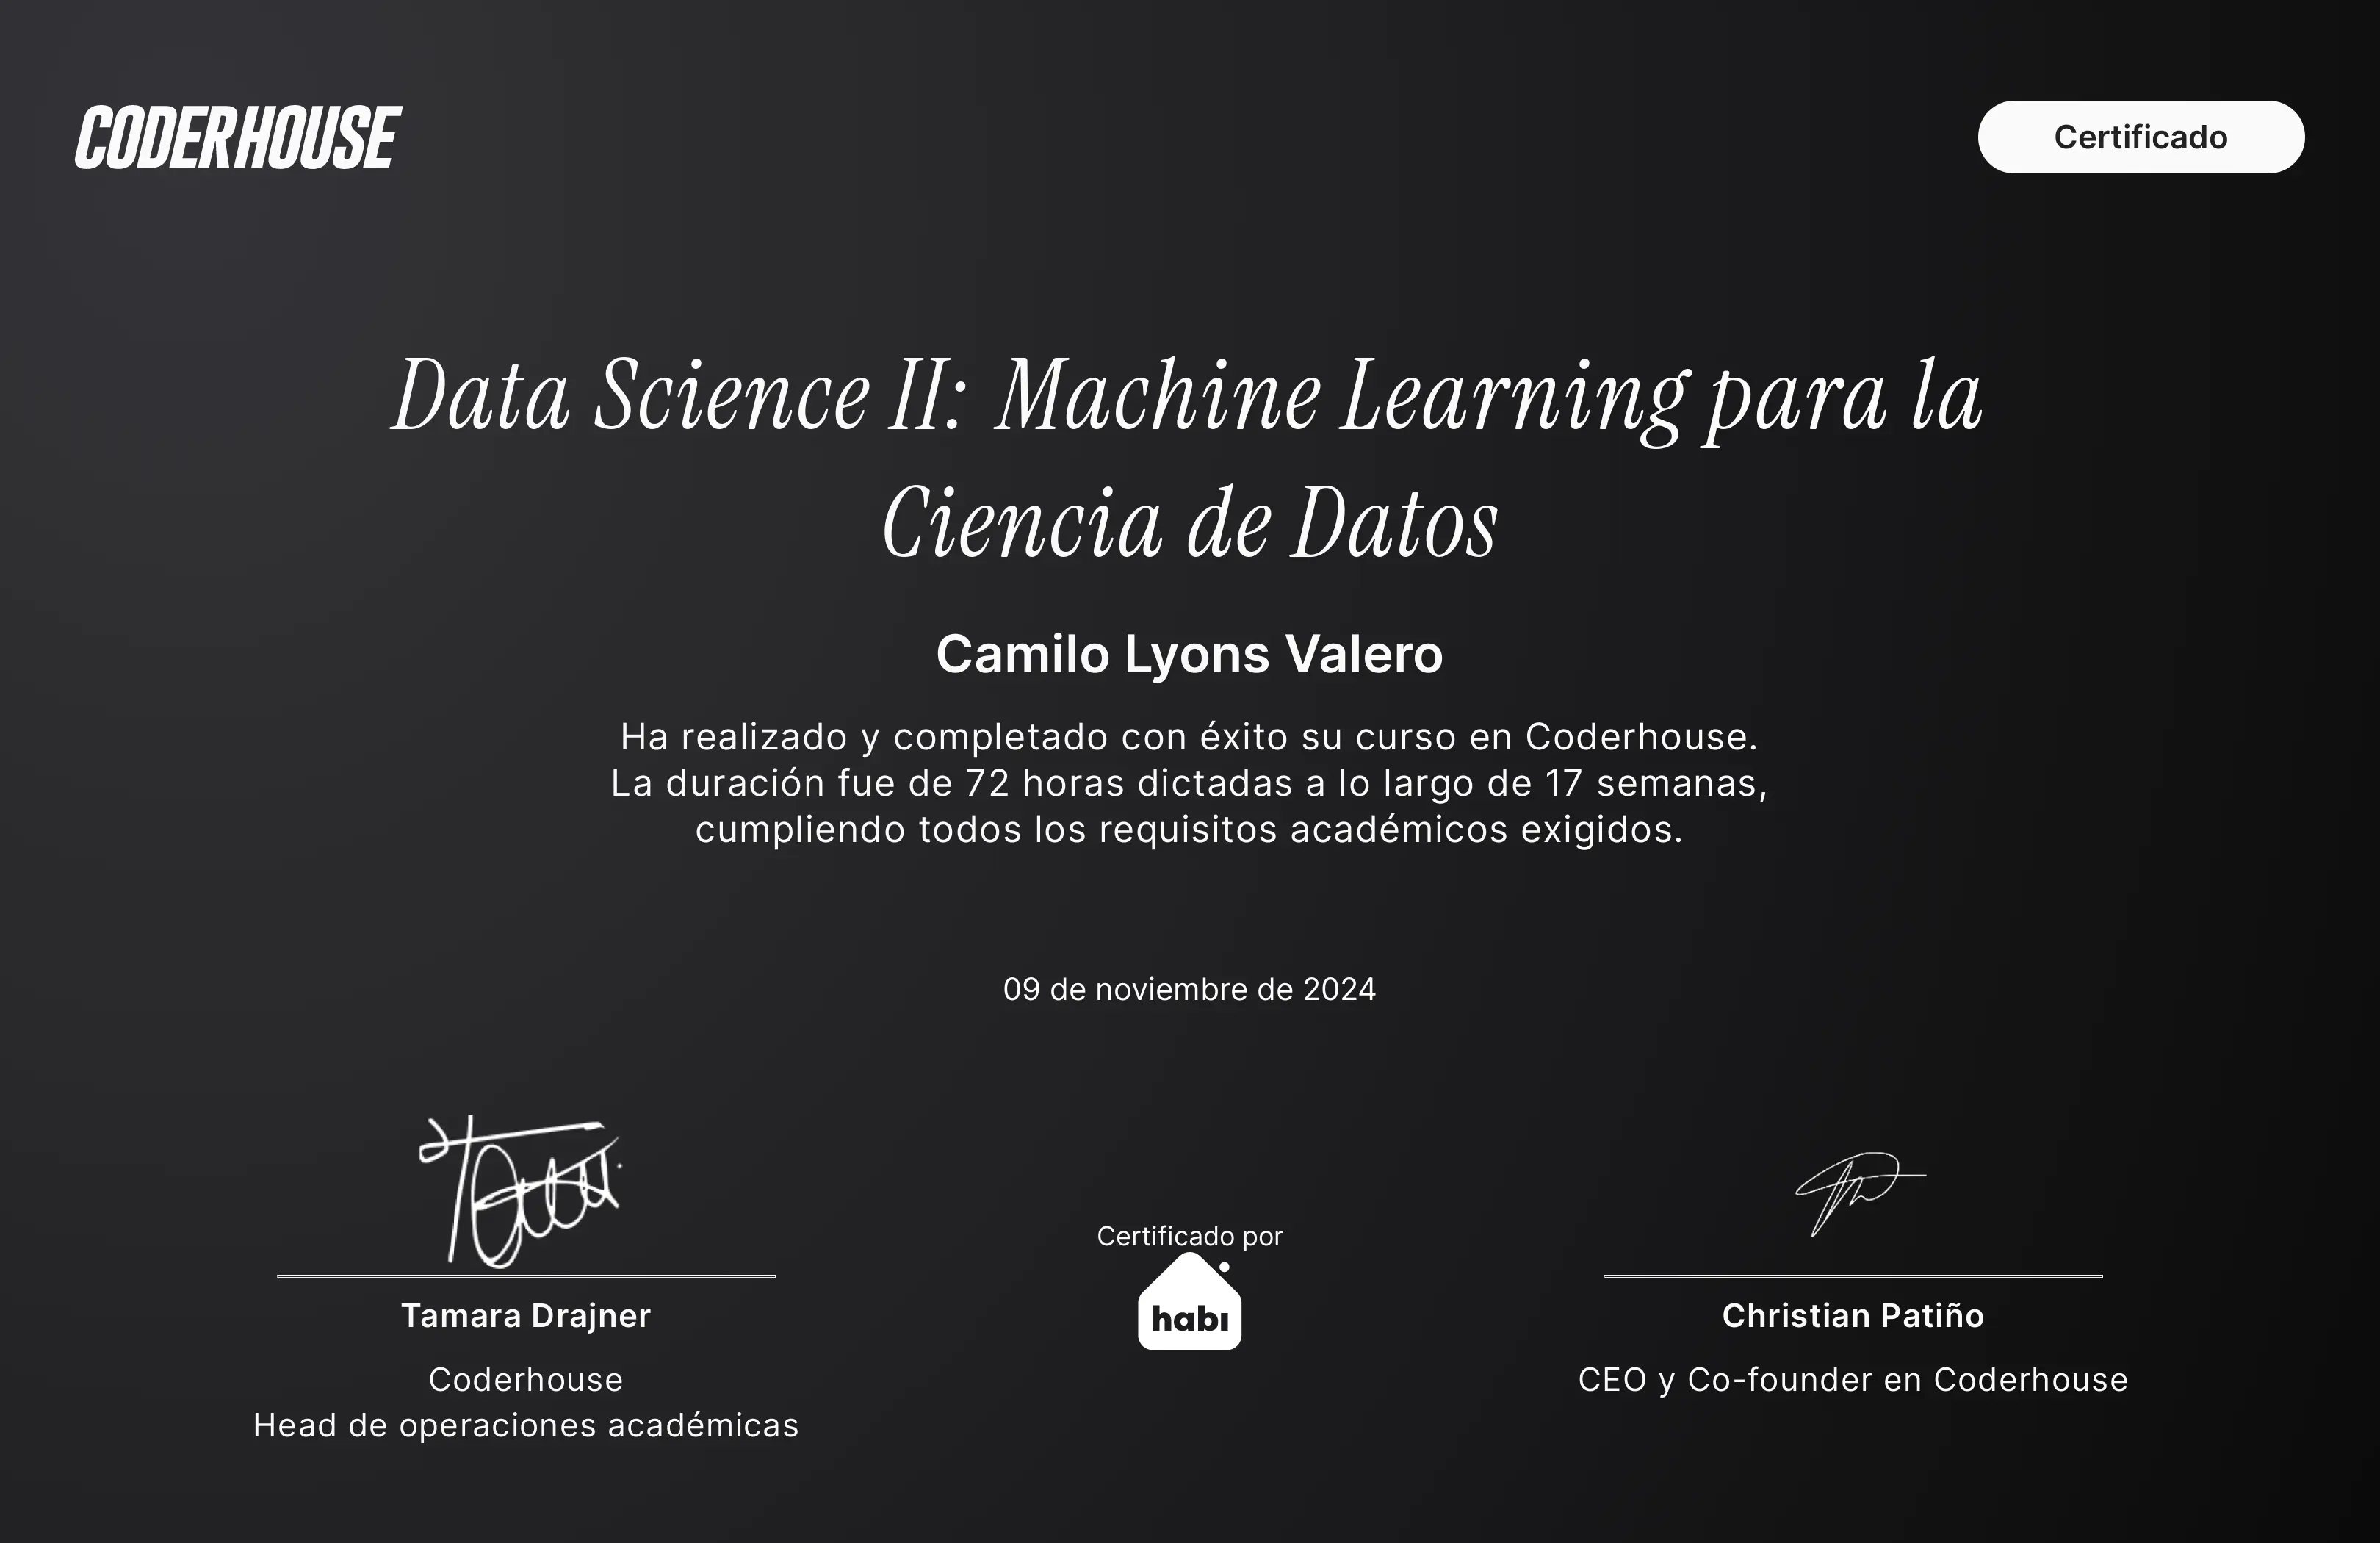 CODERHOUSE
Certificado
Data Science II: Machine Learning para la
Ciencia de Datos
Camilo Lyons Valero
Ha realizado y completado con éxito su curso en Coderhouse.
La duración fue de 72 horas dictadas a lo largo de 17 semanas,
cumpliendo todos los requisitos académicos exigidos.
09 de noviembre de 2024
Tamara Drajner
Coderhouse
Head de operaciones académicas
Certificado por
habi
Christian Patiño
CEO y Co-founder en Coderhouse